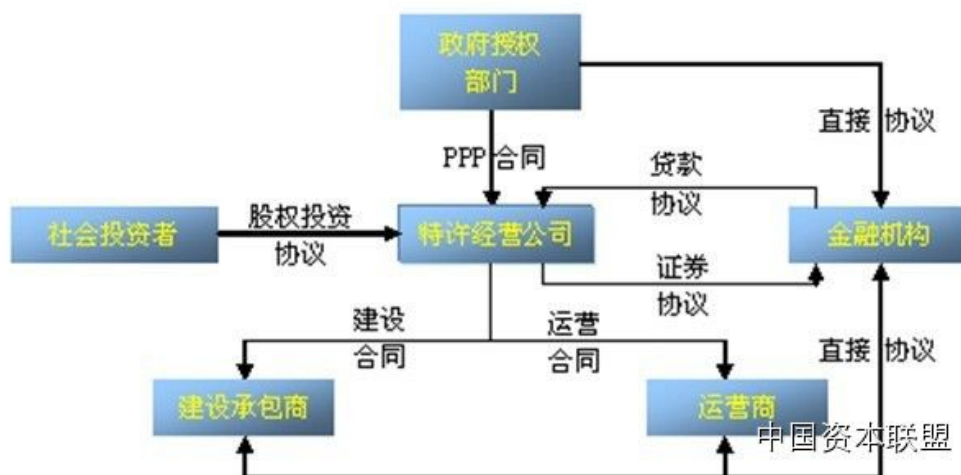 政府授权
部门
直接 协议
PPP 合同
贷款
协议
社会投资者
股权投资
协议
特许经营公司
金融机构
证券
协议
建设
合同
运营
合同
直接 协议
建设承包商
运营商
中国资本联盟